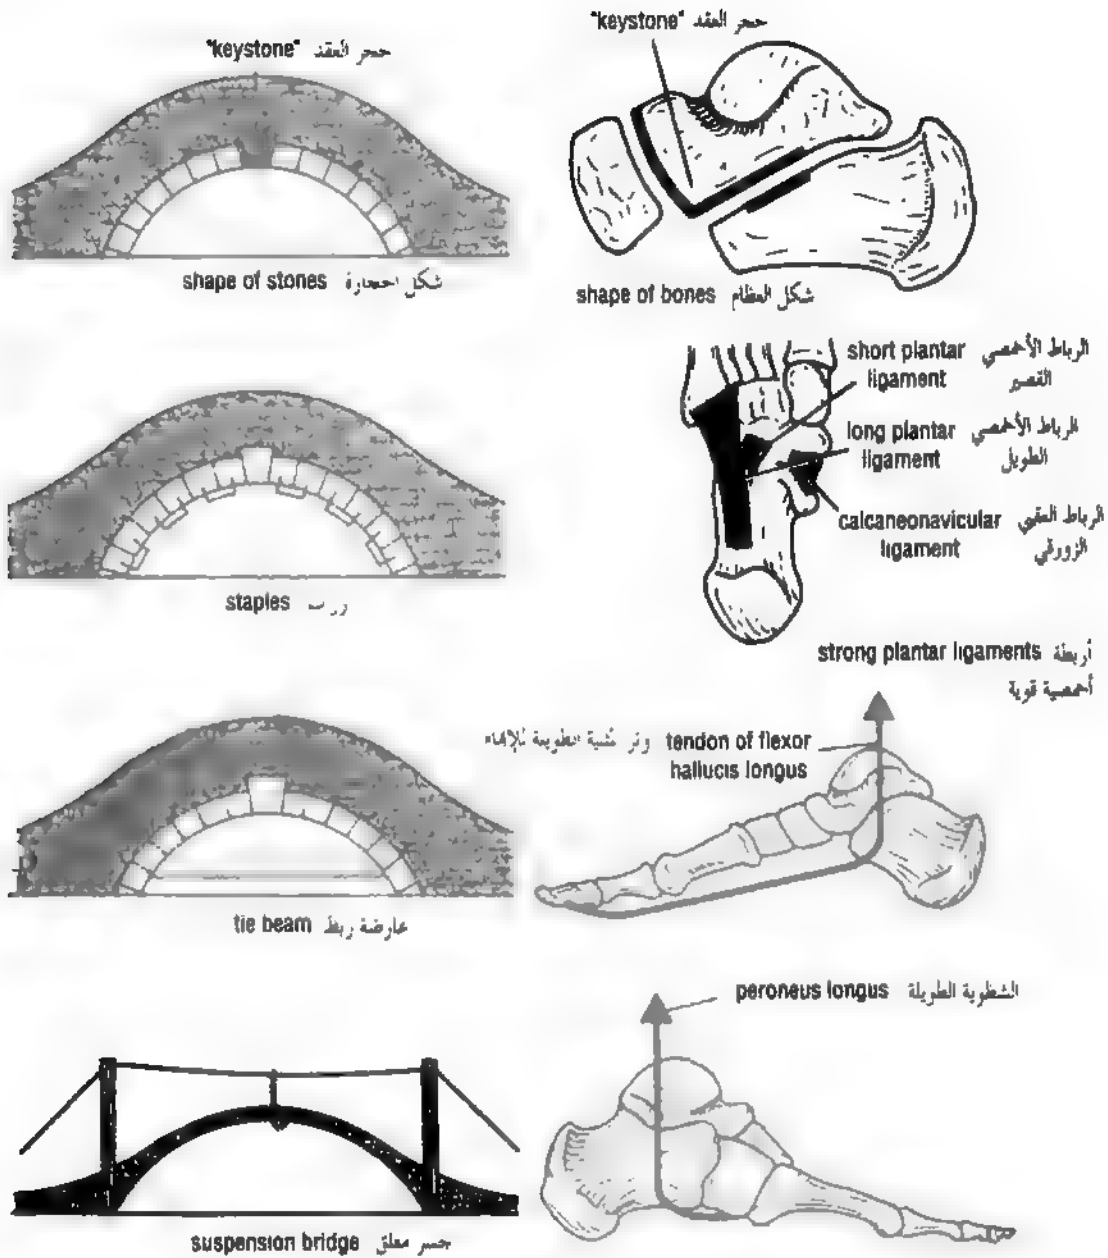 "keystone" حجر العقد
"keystone" حجر العقد
shape of stones شكل الحجارة
shape of bones شكل العظام
short plantar الرباط الأخمصي
ligament القصير
long plantar الرباط الأخمصي
ligament الطويل
calcaneonavicular الرباط العقبي
ligament الزورقي
staples
strong plantar ligaments أربطة
أخمصية قوية
tendon of flexor وتر
hallucis longus
tie beam عارضة ربط
peroneus longus الشظوية الطويلة
suspension bridge جسر معلق